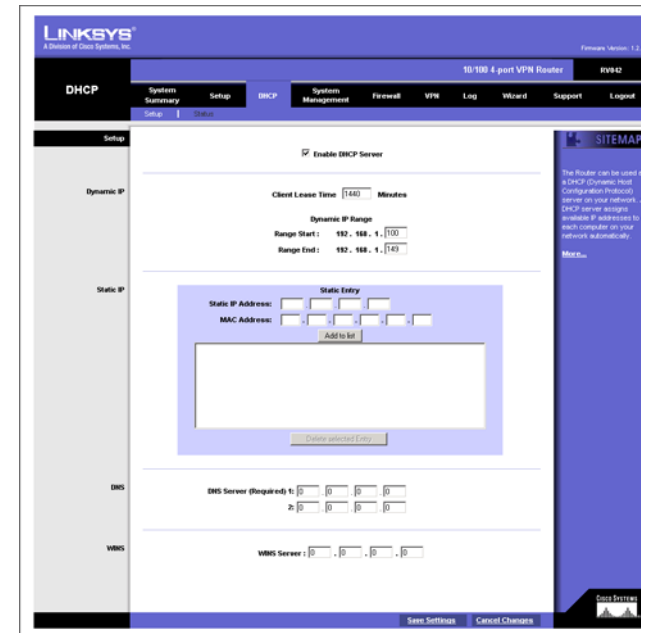 LINKSYS®
A Division of Cisco Systems, Inc.
Firmware Version: 1.2.
10/100 4-port VPN Router RV042
DHCP
System Summary Setup DHCP System Management Firewall VPN Log Wizard Support Logout
Setup | Status
Setup
SITEMAP
Enable DHCP Server
The Router can be used a
a DHCP (Dynamic Host
Configuration Protocol)
server on your network.
DHCP server assigns
available IP addresses to
each computer on your
network automatically.
More...
Dynamic IP
Client Lease Time 1440 Minutes
Dynamic IP Range
Range Start : 192 . 168 . 1 . 100
Range End : 192 . 168 . 1 . 149
Static IP
Static Entry
Static IP Address:
MAC Address:
Add to list
Delete selected Entry
DNS
DNS Server (Required) 1: 0 . 0 . 0 . 0
2: 0 . 0 . 0 . 0
WINS
WINS Server : 0 . 0 . 0 . 0
CISCO SYSTEMS
Save Settings Cancel Changes